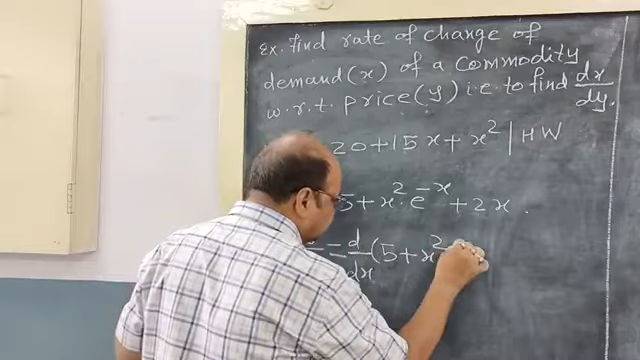 Ex. find rate of change of
demand (x) of a commodity
w.r.t. price (y) i.e. to find dx/dy.
20+15x+x² | HW
5+x².e⁻ˣ+2x.
= d/dx (5+x²